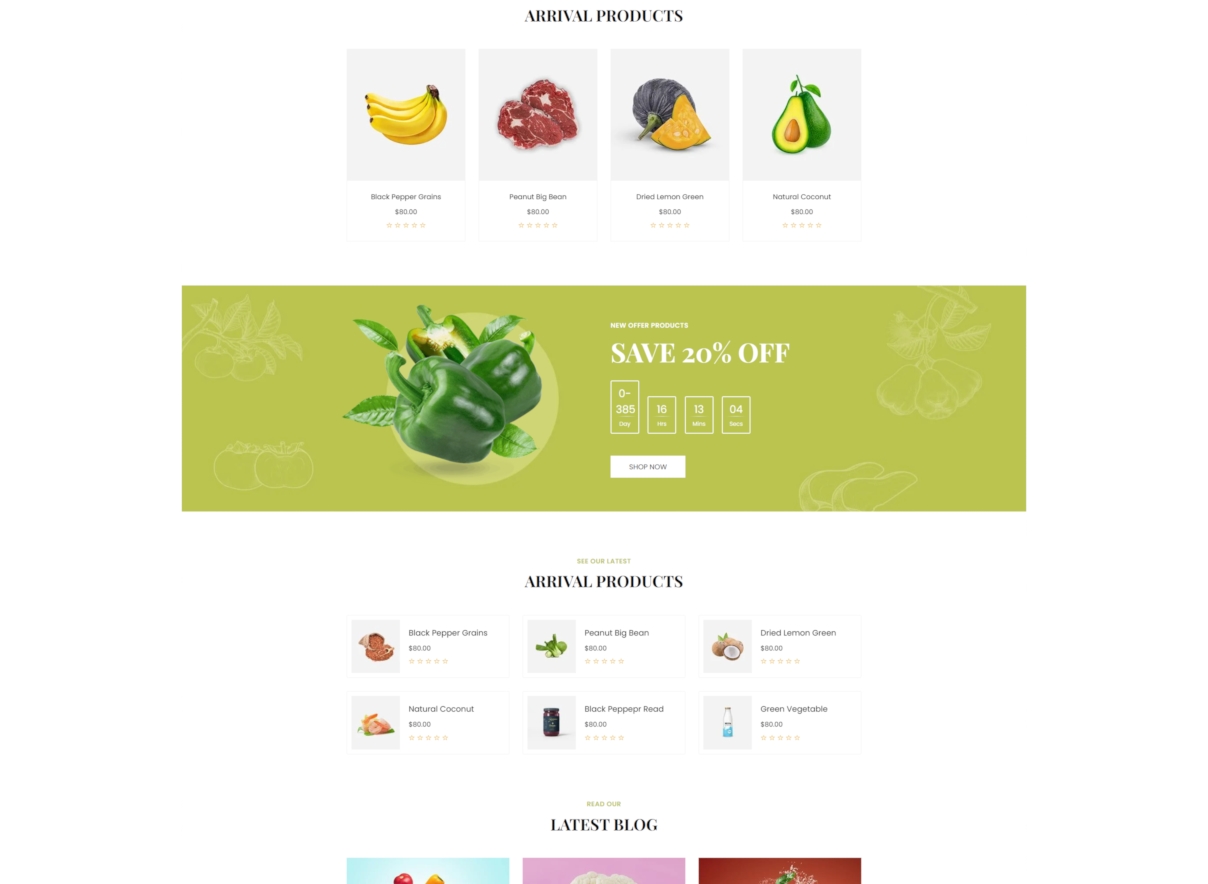 ARRIVAL PRODUCTS
Black Pepper Grains
$80.00
Peanut Big Bean
$80.00
Dried Lemon Green
$80.00
Natural Coconut
$80.00
NEW OFFER PRODUCTS
SAVE 20% OFF
0-
385
Day
16
Hrs
13
Mins
04
Secs
SHOP NOW
SEE OUR LATEST
ARRIVAL PRODUCTS
Black Pepper Grains
$80.00
Peanut Big Bean
$80.00
Dried Lemon Green
$80.00
Natural Coconut
$80.00
Black Peppepr Read
$80.00
Green Vegetable
$80.00
READ OUR
LATEST BLOG